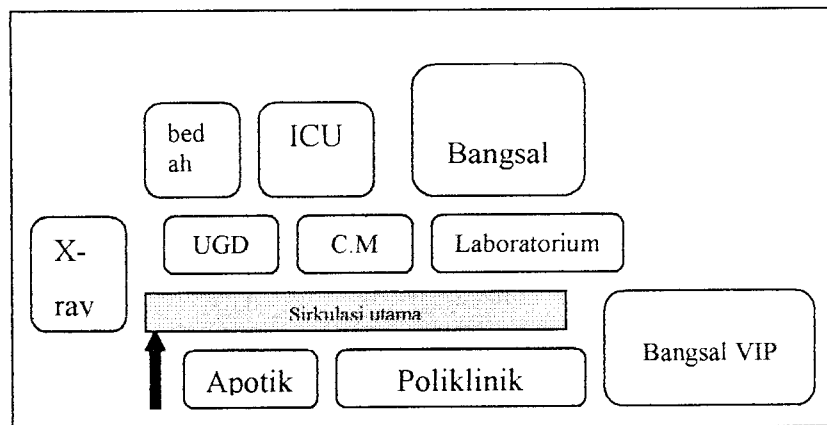 bed
ah
ICU
Bangsal
X-
rav
UGD
C.M
Laboratorium
Sirkulasi utama
Bangsal VIP
Apotik
Poliklinik